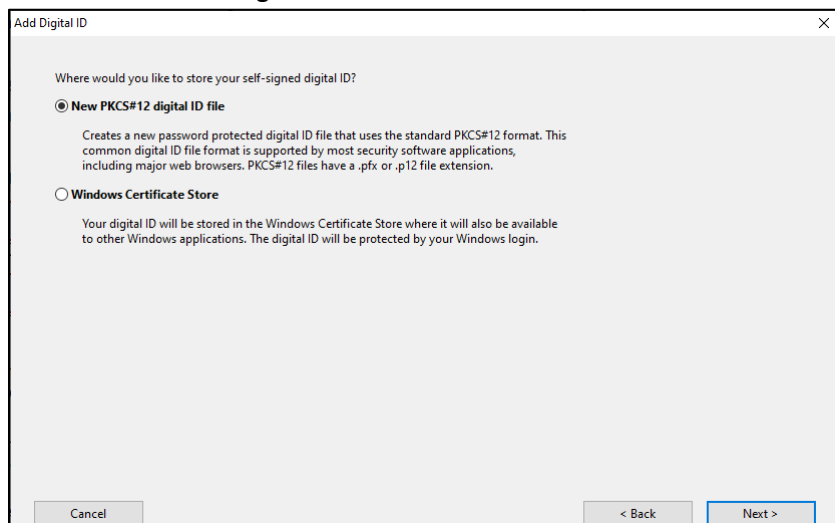 Add Digital ID
Where would you like to store your self-signed digital ID?
New PKCS#12 digital ID file
Creates a new password protected digital ID file that uses the standard PKCS#12 format. This
common digital ID file format is supported by most security software applications,
including major web browsers. PKCS#12 files have a .pfx or .p12 file extension.
Windows Certificate Store
Your digital ID will be stored in the Windows Certificate Store where it will also be available
to other Windows applications. The digital ID will be protected by your Windows login.
Cancel < Back Next >